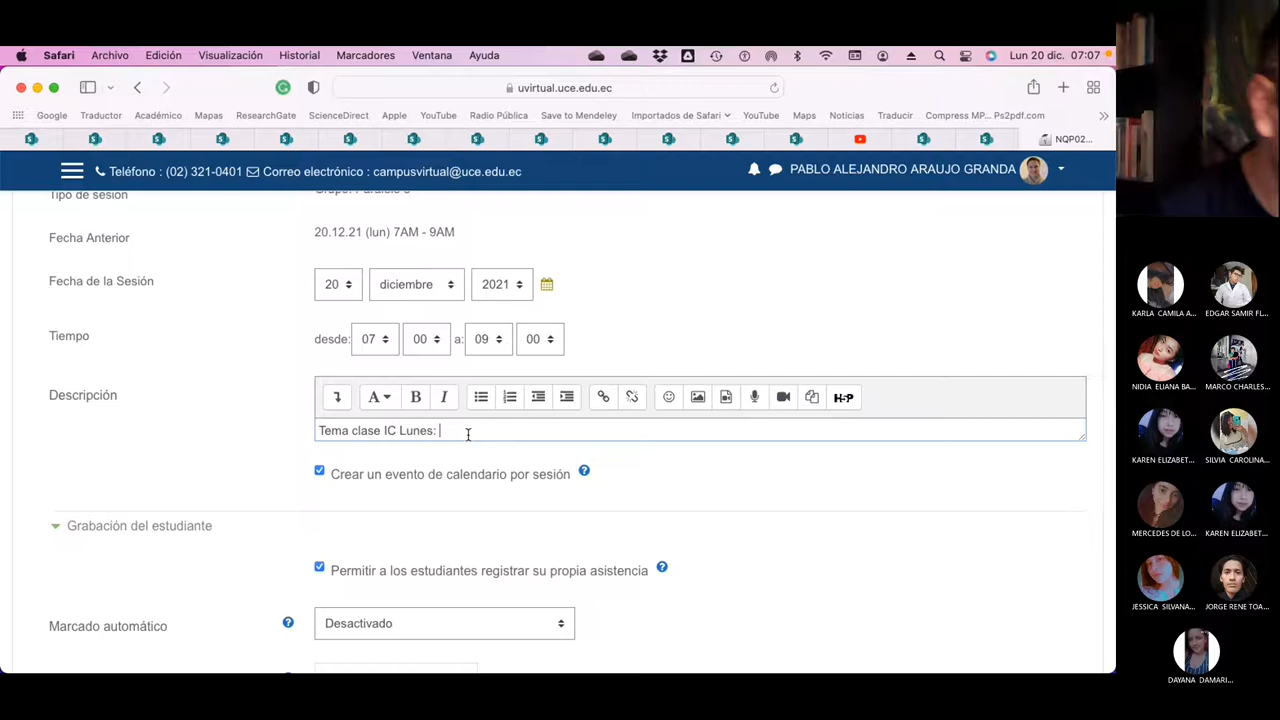 Safari Archivo Edición Visualización Historial Marcadores Ventana Ayuda Lun 20 dic. 07:07
uvirtual.uce.edu.ec
Google Traductor Académico Mapas ResearchGate ScienceDirect Apple YouTube Radio Pública Save to Mendeley Importados de Safari YouTube Maps Noticias Traducir Compress MP... Ps2pdf.com
NQP02...
Teléfono : (02) 321-0401 Correo electrónico : campusvirtual@uce.edu.ec PABLO ALEJANDRO ARAUJO GRANDA
Tipo de sesión
Fecha Anterior 20.12.21 (lun) 7AM - 9AM
Fecha de la Sesión 20 diciembre 2021
Tiempo desde: 07 00 a: 09 00
Descripción
A B I H-P
Tema clase IC Lunes:
Crear un evento de calendario por sesión
Grabación del estudiante
Permitir a los estudiantes registrar su propia asistencia
Marcado automático Desactivado
KARLA CAMILA A... EDGAR SAMIR FL...
NIDIA ELIANA BA... MARCO CHARLES...
KAREN ELIZABET... SILVIA CAROLINA...
MERCEDES DE LO... KAREN ELIZABET...
JESSICA SILVANA... JORGE RENE TOA...
DAYANA DAMARI...